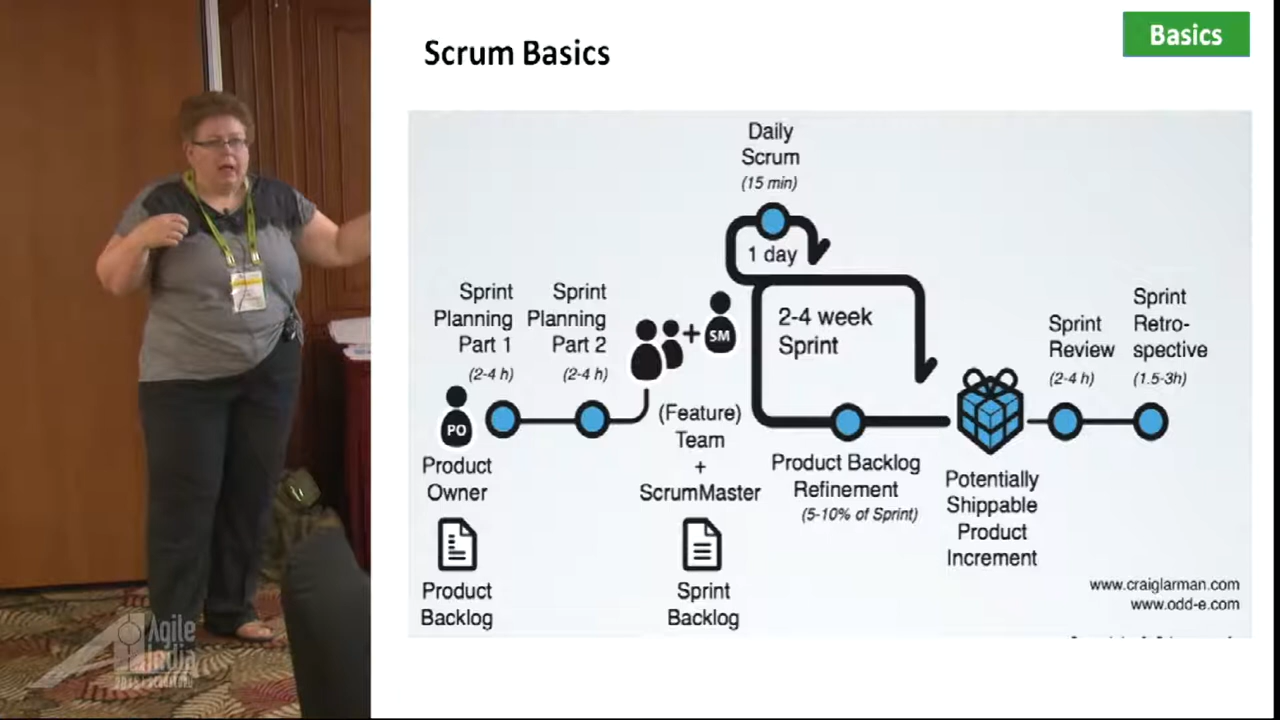 Scrum Basics
Basics
Daily
Scrum
(15 min)
1 day
Sprint
Planning
Part 1
(2-4 h)
Sprint
Planning
Part 2
(2-4 h)
+
SM
2-4 week
Sprint
Sprint
Review
(2-4 h)
Sprint
Retro-
spective
(1.5-3h)
PO
Product
Owner
(Feature)
Team
+
ScrumMaster
Product Backlog
Refinement
(5-10% of Sprint)
Potentially
Shippable
Product
Increment
Product
Backlog
Sprint
Backlog
www.craiglarman.com
www.odd-e.com
Agile
India